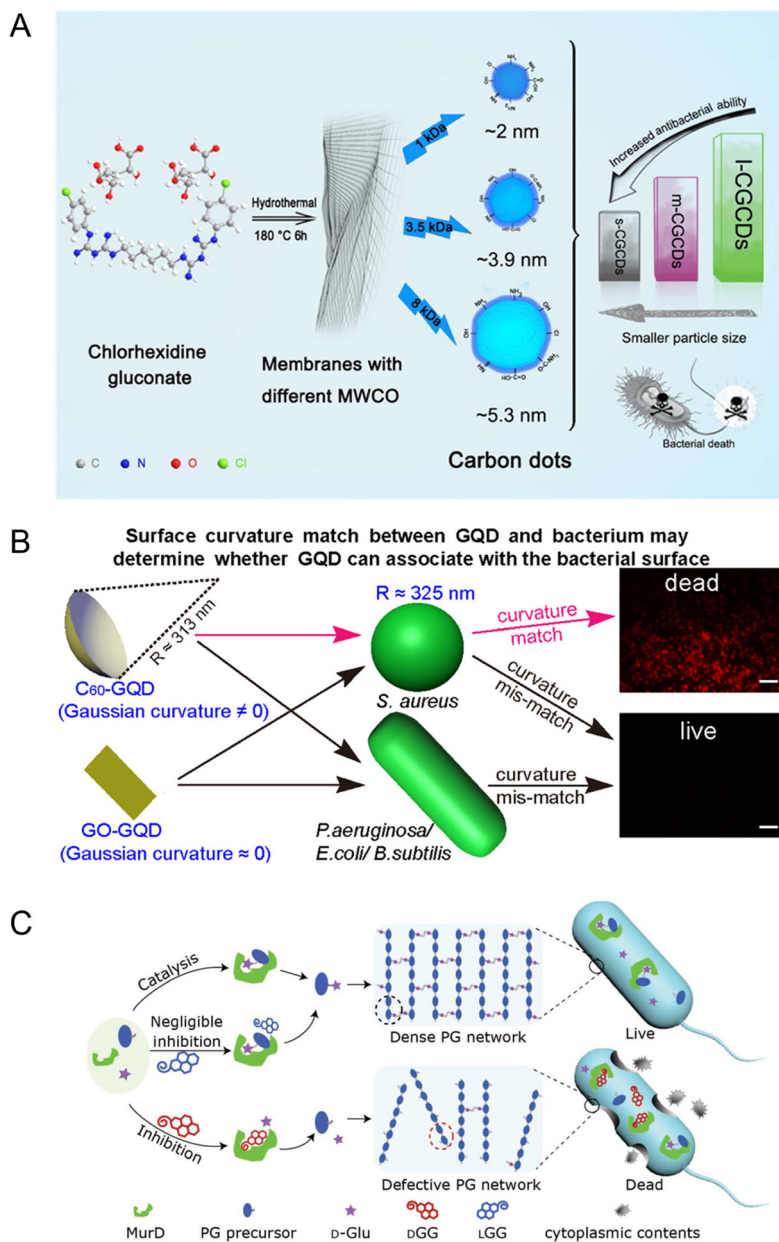 A
Chlorhexidine
gluconate
Hydrothermal
180 °C 6h
Membranes with
different MWCO
1 kDa
3.5 kDa
8 kDa
~2 nm
~3.9 nm
~5.3 nm
Carbon dots
Increased antibacterial ability
s-CGCDs
m-CGCDs
l-CGCDs
Smaller particle size
Bacterial death
C
N
O
Cl
B
Surface curvature match between GQD and bacterium may
determine whether GQD can associate with the bacterial surface
R ≈ 313 nm
C60-GQD
(Gaussian curvature ≠ 0)
GO-GQD
(Gaussian curvature ≈ 0)
R ≈ 325 nm
S. aureus
P.aeruginosa/
E.coli/ B.subtilis
curvature
match
curvature
mis-match
curvature
mis-match
dead
live
C
Catalysis
Negligible
inhibition
Inhibition
Dense PG network
Defective PG network
Live
Dead
MurD
PG precursor
D-Glu
DGG
LGG
cytoplasmic contents